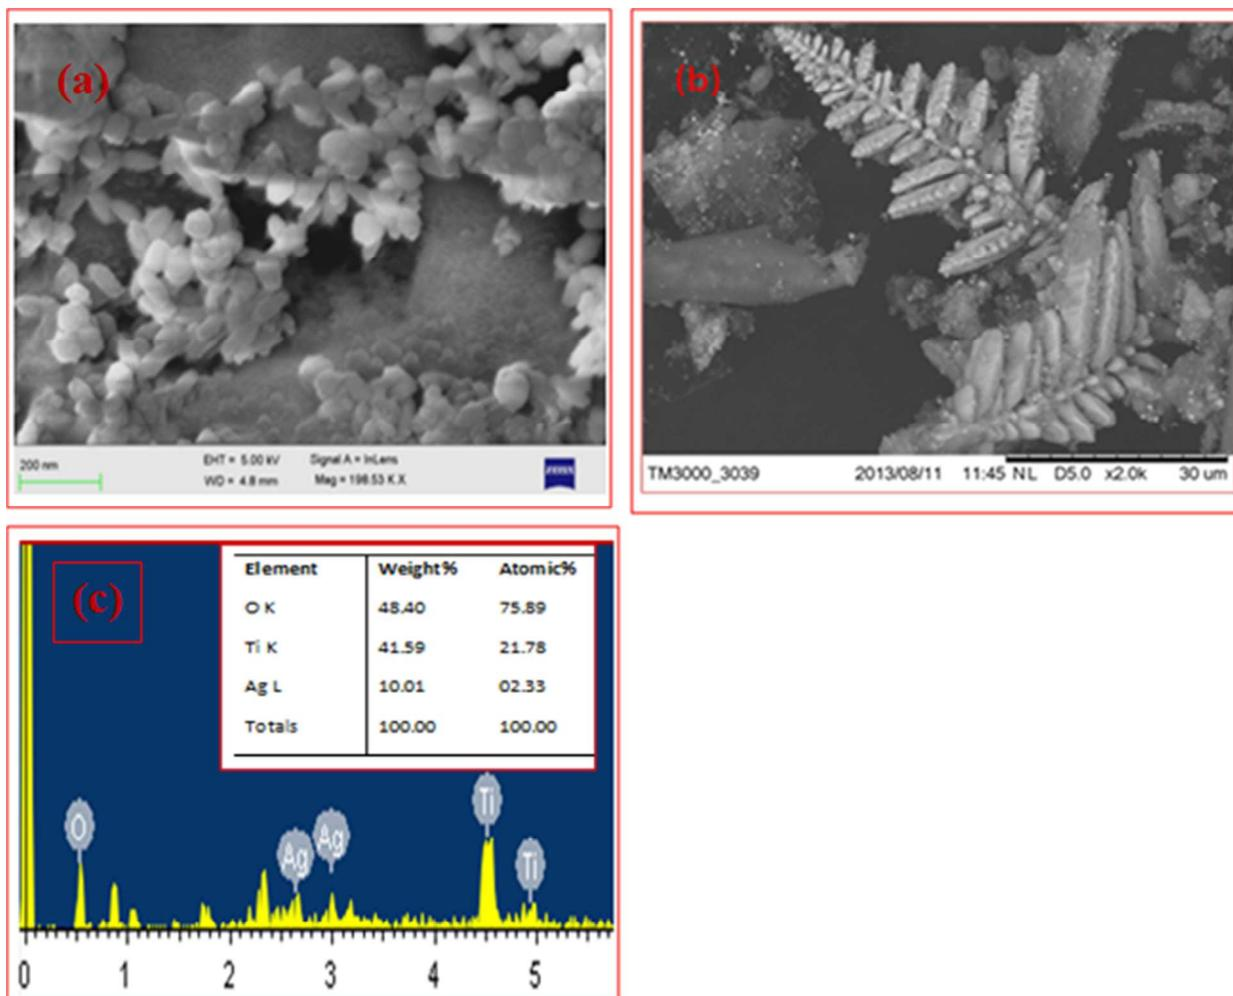 (a)
200 nm
EHT = 5.00 kV Signal A = InLens
WD = 4.8 mm Mag = 198.53 K X
ZEISS
(b)
TM3000_3039 2013/08/11 11:45 NL D5.0 x2.0k 30 um
(c)
Element Weight% Atomic%
O K 48.40 75.89
Ti K 41.59 21.78
Ag L 10.01 02.33
Totals 100.00 100.00
O Ag Ag Ti Ti
0 1 2 3 4 5